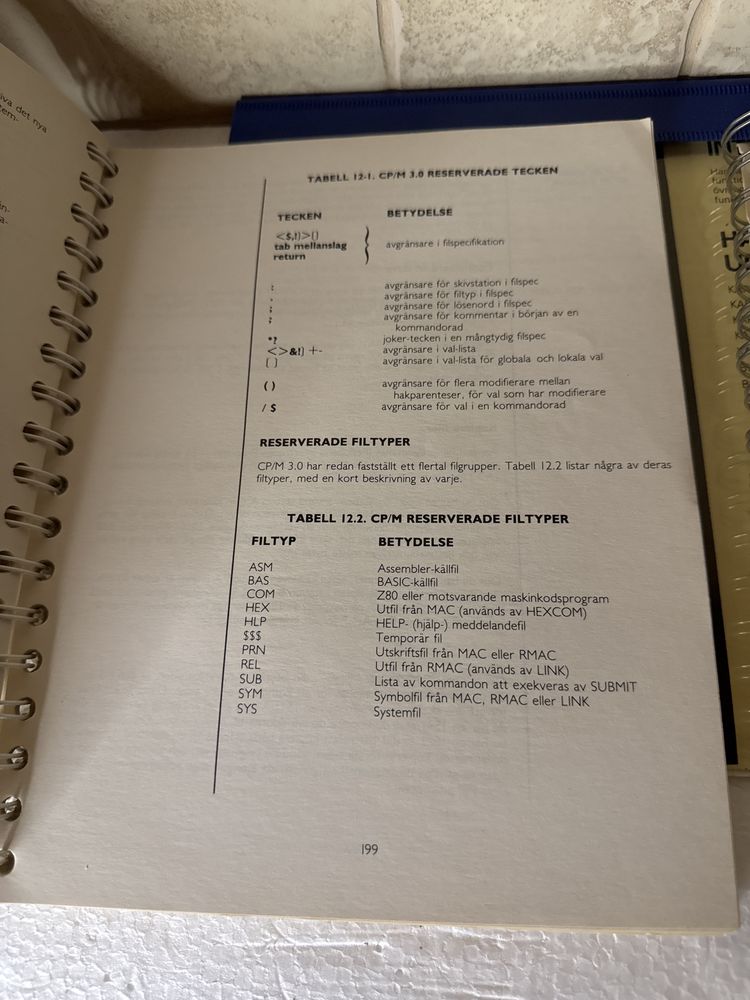 iva det nya
tem-
in-
a-
TABELL 12-1. CP/M 3.0 RESERVERADE TECKEN
TECKEN BETYDELSE
<$,!|>[]
tab mellanslag
return
} avgränsare i filspecifikation
: avgränsare för skivstation i filspec
. avgränsare för filtyp i filspec
; avgränsare för lösenord i filspec
; avgränsare för kommentar i början av en
kommandorad
*? joker-tecken i en mångtydig filspec
<>&!| +- avgränsare i val-lista
[ ] avgränsare i val-lista för globala och lokala val
( ) avgränsare för flera modifierare mellan
hakparenteser, för val som har modifierare
/ $ avgränsare för val i en kommandorad
RESERVERADE FILTYPER
CP/M 3.0 har redan fastställt ett flertal filgrupper. Tabell 12.2 listar några av deras
filtyper, med en kort beskrivning av varje.
TABELL 12.2. CP/M RESERVERADE FILTYPER
FILTYP BETYDELSE
ASM Assembler-källfil
BAS BASIC-källfil
COM Z80 eller motsvarande maskinkodsprogram
HEX Utfil från MAC (används av HEXCOM)
HLP HELP- (hjälp-) meddelandefil
$$$ Temporär fil
PRN Utskriftsfil från MAC eller RMAC
REL Utfil från RMAC (används av LINK)
SUB Lista av kommandon att exekveras av SUBMIT
SYM Symbolfil från MAC, RMAC eller LINK
SYS Systemfil
199